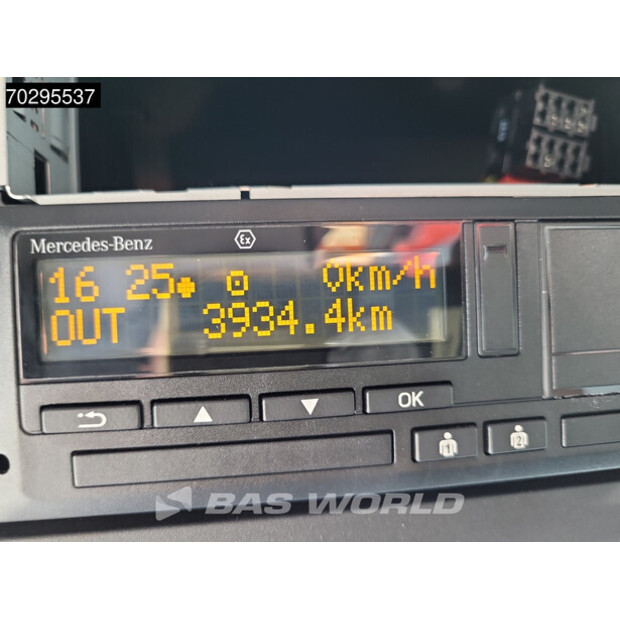 70295537
Mercedes-Benz
Ex
16 25 0km/h
OUT 3934.4km
OK
1 2
BAS WORLD